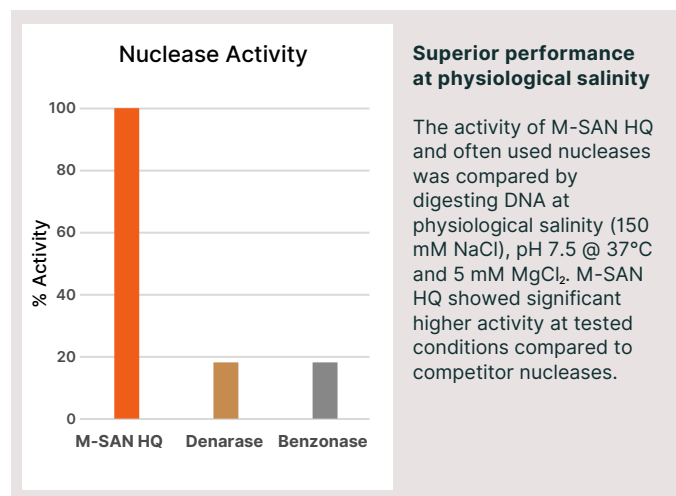 Nuclease Activity
% Activity
100
80
60
40
20
0
M-SAN HQ Denarase Benzonase
Superior performance
at physiological salinity
The activity of M-SAN HQ
and often used nucleases
was compared by
digesting DNA at
physiological salinity (150
mM NaCl), pH 7.5 @ 37°C
and 5 mM MgCl₂. M-SAN
HQ showed significant
higher activity at tested
conditions compared to
competitor nucleases.